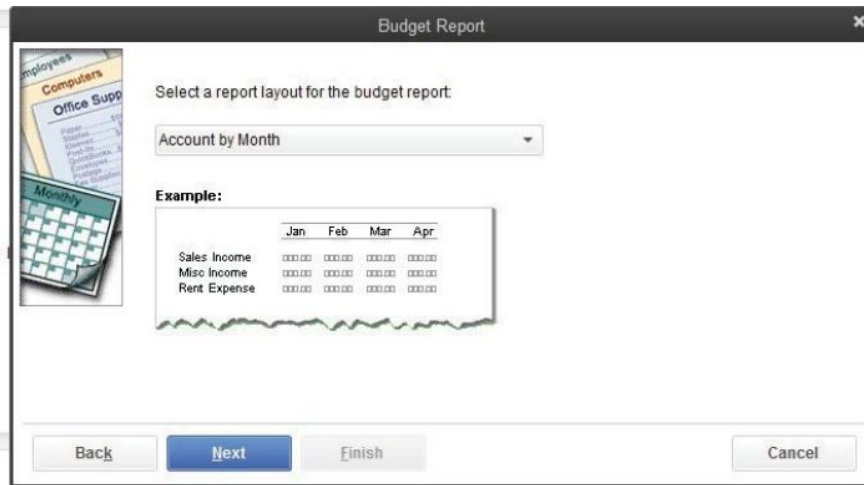 Budget Report
Employees
Computers
Office Supp
Monthly
Select a report layout for the budget report:
Account by Month
Example:
Jan Feb Mar Apr
Sales Income
Misc Income
Rent Expense
Back Next Finish Cancel